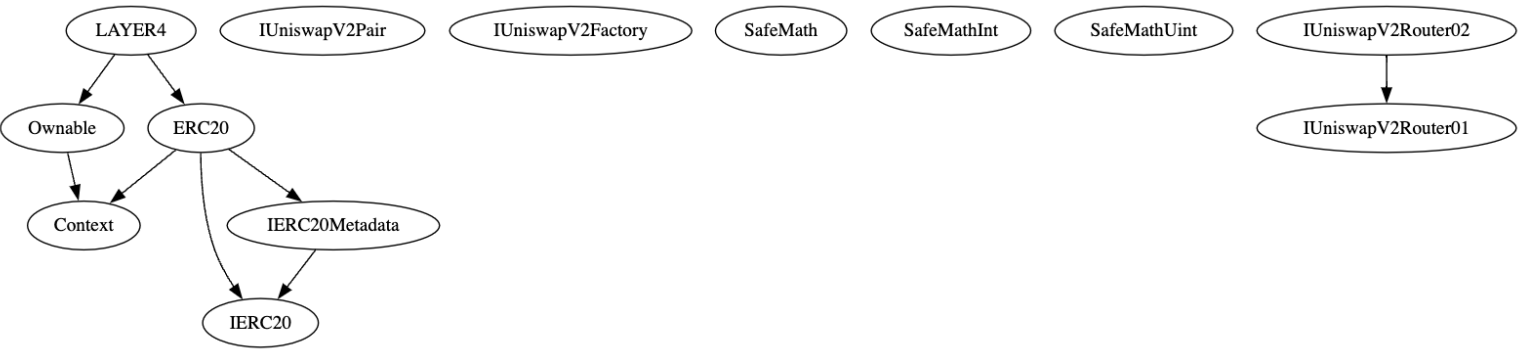 LAYER4
IUniswapV2Pair
IUniswapV2Factory
SafeMath
SafeMathInt
SafeMathUint
IUniswapV2Router02
Ownable
ERC20
IUniswapV2Router01
Context
IERC20Metadata
IERC20